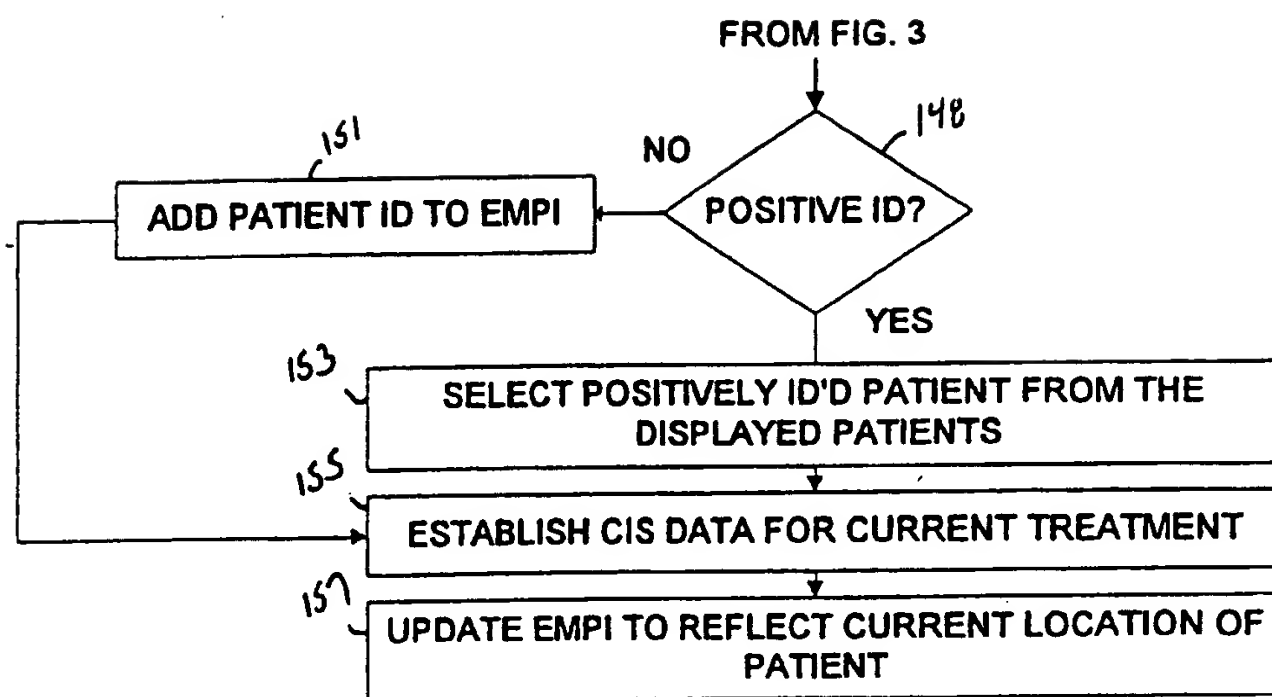 FROM FIG. 3
148
151
NO
ADD PATIENT ID TO EMPI
POSITIVE ID?
YES
153
SELECT POSITIVELY ID'D PATIENT FROM THE
DISPLAYED PATIENTS
155
ESTABLISH CIS DATA FOR CURRENT TREATMENT
157
UPDATE EMPI TO REFLECT CURRENT LOCATION OF
PATIENT